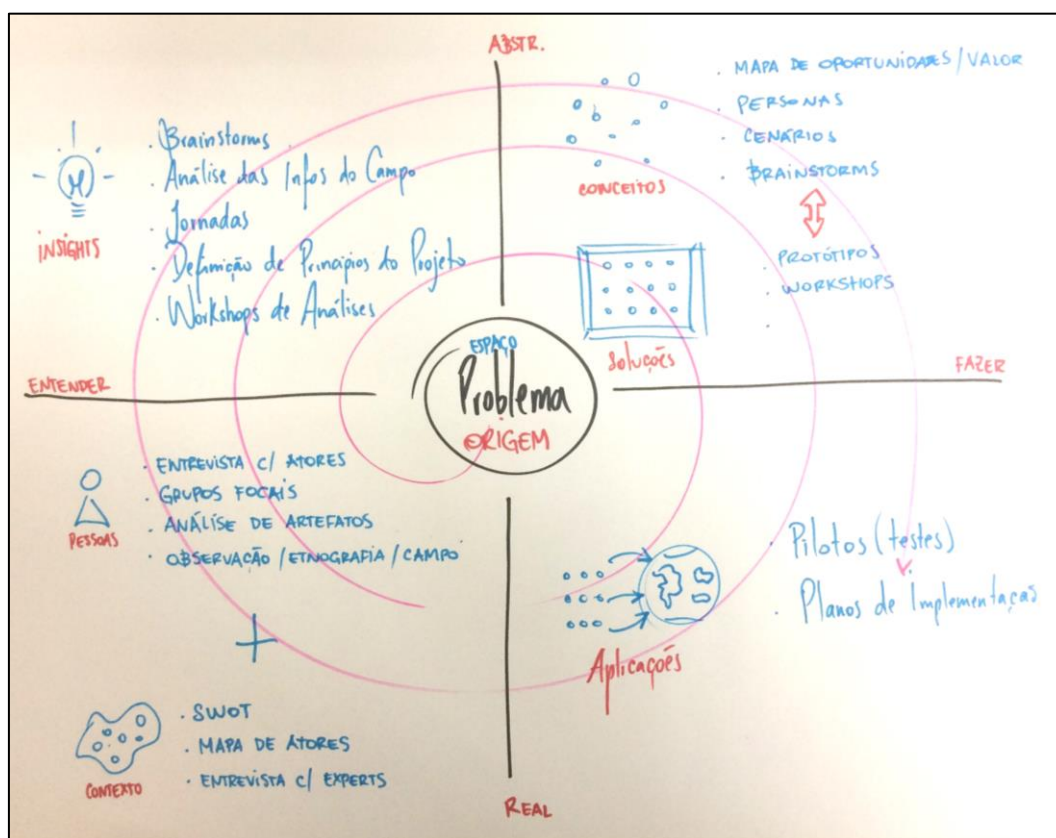 ABSTR.
INSIGHTS
. Brainstorms
. Análise das Infos do Campo
. Jornadas
. Definição de Princípios do Projeto
. Workshops de Análises
CONCEITOS
. MAPA DE OPORTUNIDADES/VALOR
. PERSONAS
. CENÁRIOS
. BRAINSTORMS
. PROTÓTIPOS
. WORKSHOPS
.
Soluções
ENTENDER
ESPAÇO
Problema
ORIGEM
FAZER
PESSOAS
. ENTREVISTA C/ ATORES
. GRUPOS FOCAIS
. ANÁLISE DE ARTEFATOS
. OBSERVAÇÃO/ETNOGRAFIA/CAMPO
+
CONTEXTO
. SWOT
. MAPA DE ATORES
. ENTREVISTA C/ EXPERTS
Aplicações
. Pilotos (testes)
. Planos de Implementação
REAL